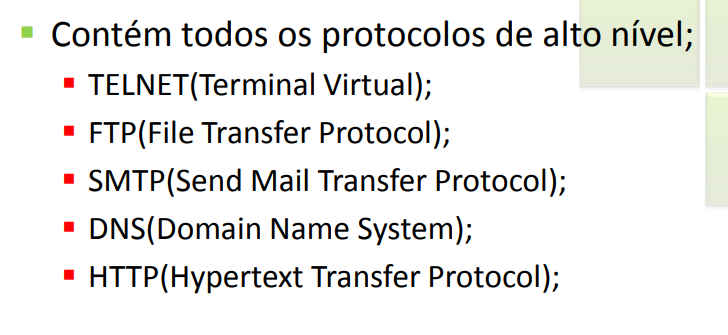 Contém todos os protocolos de alto nível;
TELNET(Terminal Virtual);
FTP(File Transfer Protocol);
SMTP(Send Mail Transfer Protocol);
DNS(Domain Name System);
HTTP(Hypertext Transfer Protocol);